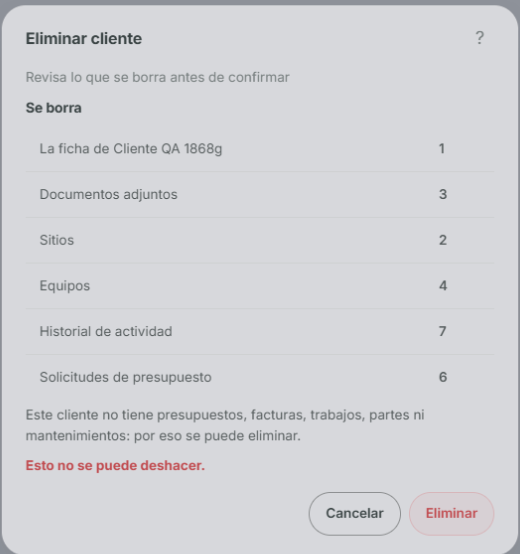 Eliminar cliente ?
Revisa lo que se borra antes de confirmar
Se borra
La ficha de Cliente QA 1868g 1
Documentos adjuntos 3
Sitios 2
Equipos 4
Historial de actividad 7
Solicitudes de presupuesto 6
Este cliente no tiene presupuestos, facturas, trabajos, partes ni
mantenimientos: por eso se puede eliminar.
Esto no se puede deshacer.
Cancelar Eliminar